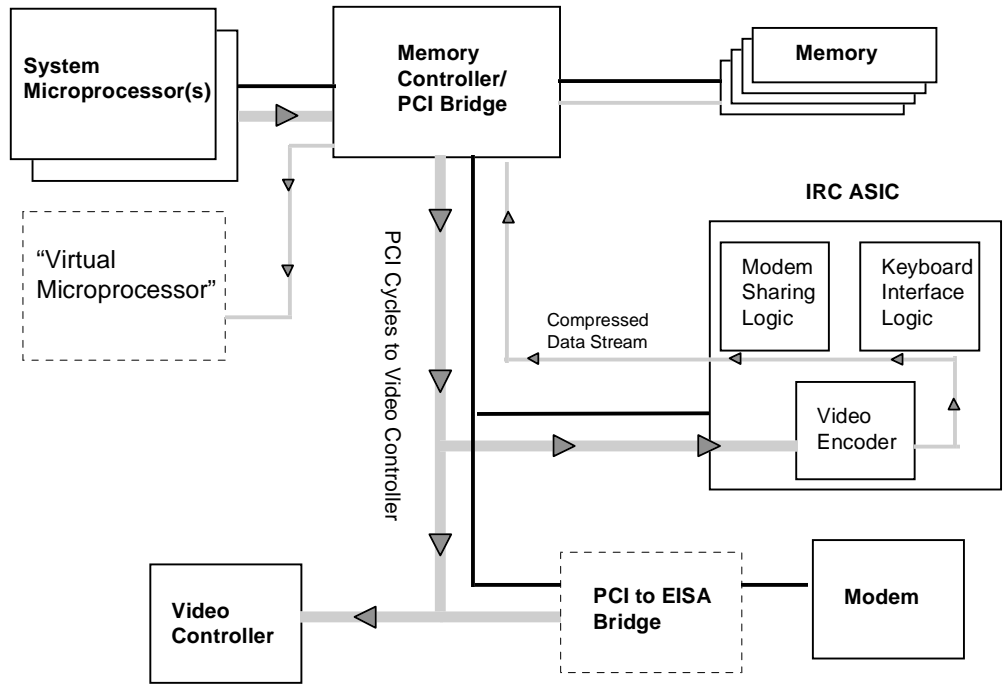 System
Microprocessor(s)
Memory
Controller/
PCI Bridge
Memory
IRC ASIC
“Virtual
Microprocessor”
PCI Cycles to Video Controller
Modem
Sharing
Logic
Keyboard
Interface
Logic
Compressed
Data Stream
Video
Encoder
Video
Controller
PCI to EISA
Bridge
Modem